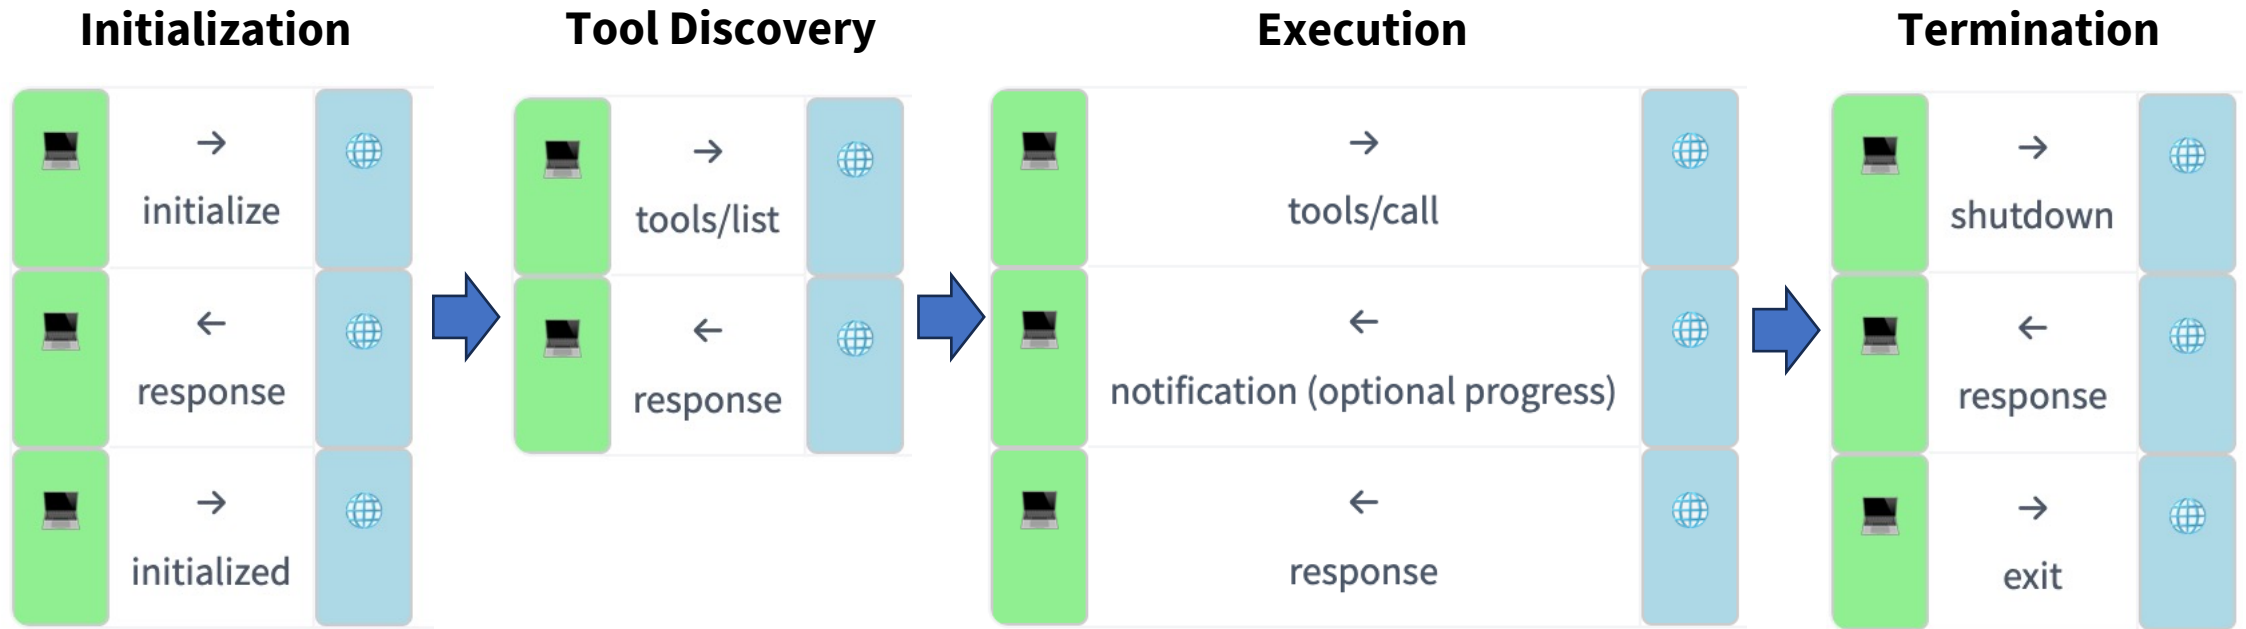 Initialization
→
initialize
←
response
→
initialized
Tool Discovery
→
tools/list
←
response
Execution
→
tools/call
←
notification (optional progress)
←
response
Termination
→
shutdown
←
response
→
exit